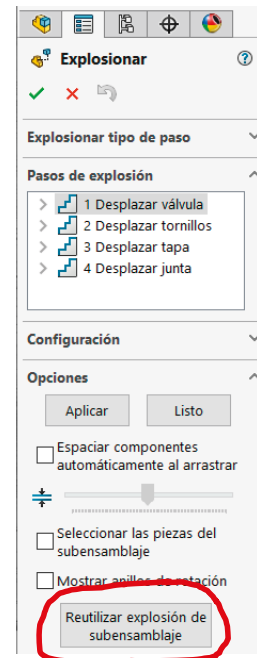 Explosionar
?
Explosionar tipo de paso
Pasos de explosión
1 Desplazar válvula
2 Desplazar tornillos
3 Desplazar tapa
4 Desplazar junta
Configuración
Opciones
Aplicar Listo
Espaciar componentes
automáticamente al arrastrar
Seleccionar las piezas del
subensamblaje
Mostrar anillos de rotación
Reutilizar explosión de
subensamblaje